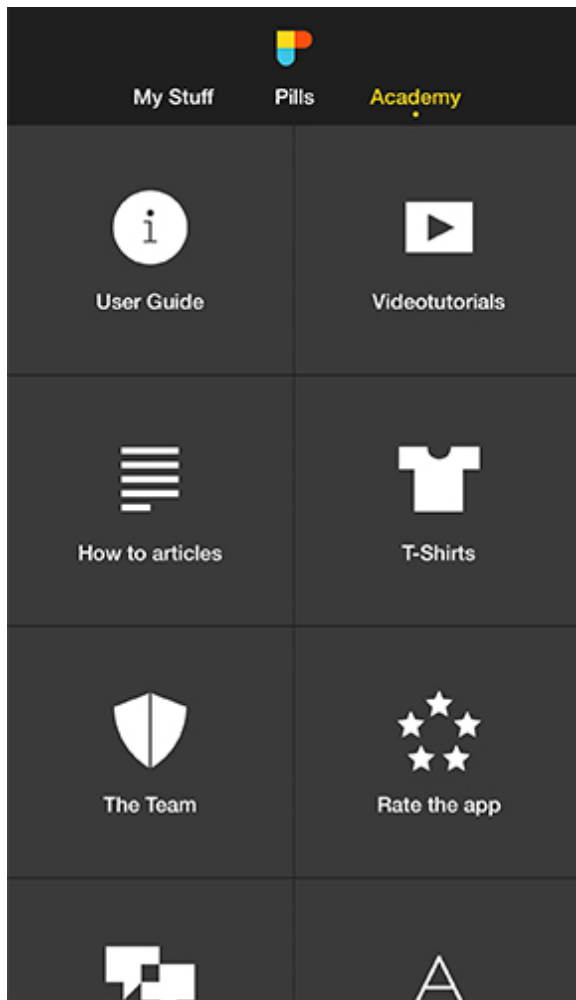 My Stuff Pills Academy
User Guide Videotutorials
How to articles T-Shirts
The Team Rate the app